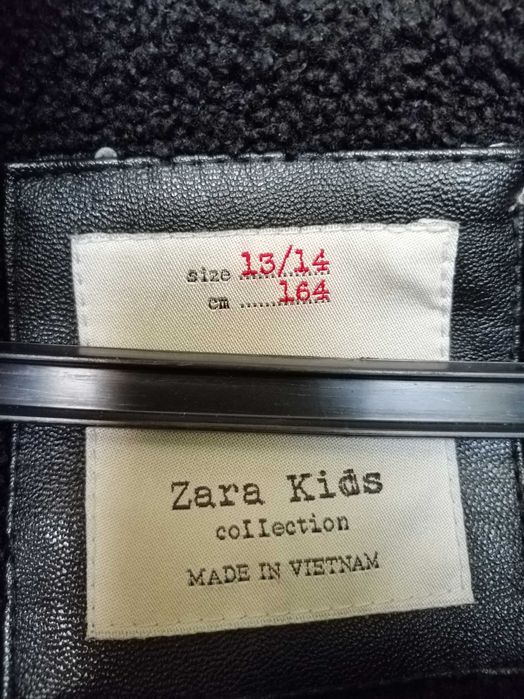 size 13/14
cm 164
Zara Kids
collection
MADE IN VIETNAM